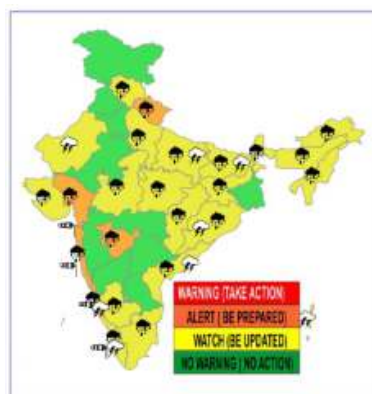 WARNING (TAKE ACTION)
ALERT ( BE PREPARED)
WATCH (BE UPDATED)
NO WARNING ( NO ACTION)